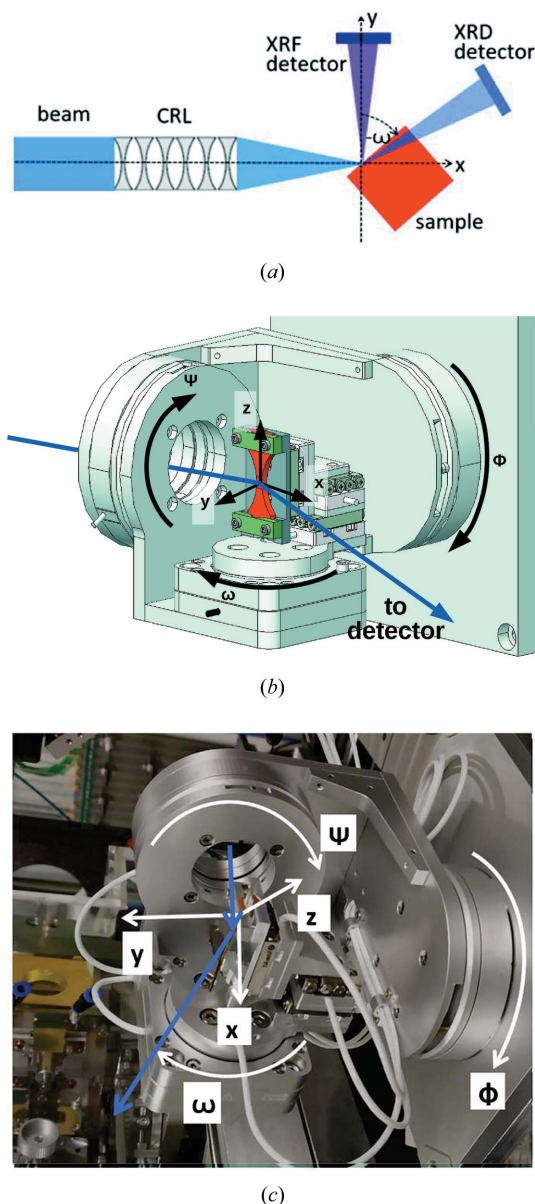 y
XRF
detector
XRD
detector
beam
CRL
-ω
x
sample
(a)
Ψ
z
Φ
y
x
ω
to
detector
(b)
Ψ
z
y
x
ω
Φ
(c)